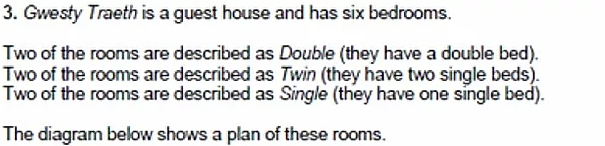 3. Gwesty Traeth is a guest house and has six bedrooms.
Two of the rooms are described as Double (they have a double bed).
Two of the rooms are described as Twin (they have two single beds).
Two of the rooms are described as Single (they have one single bed).
The diagram below shows a plan of these rooms.